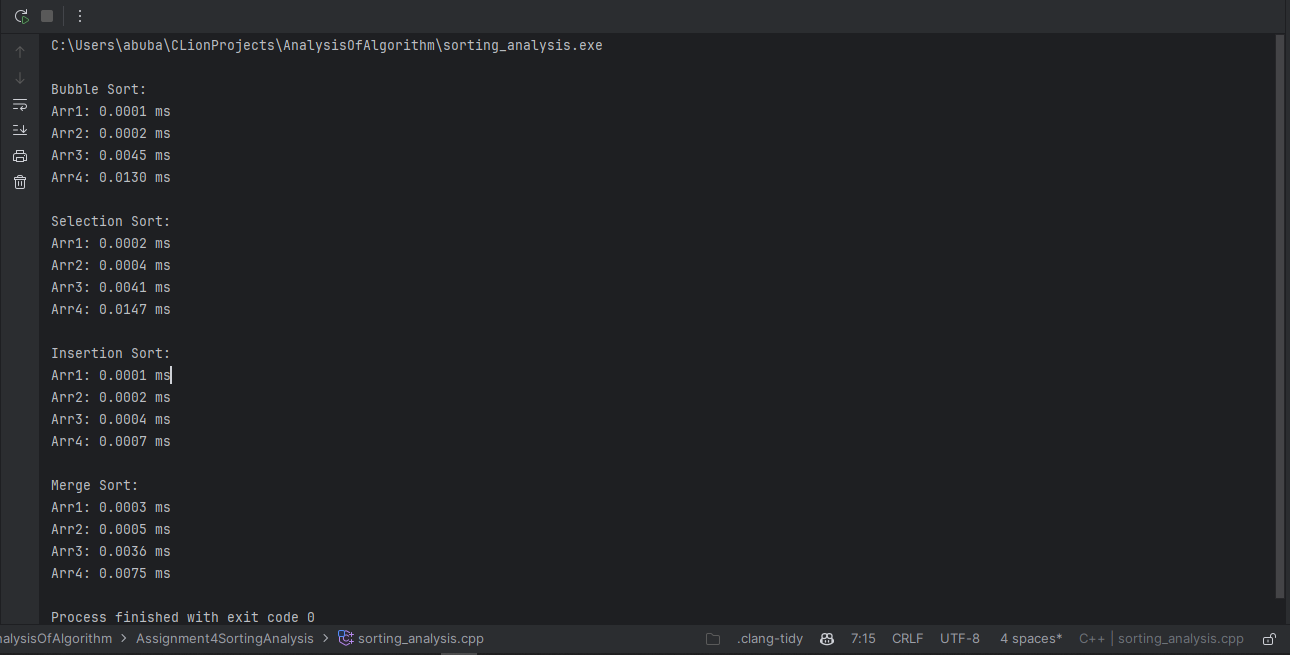 C:\Users\abuba\CLionProjects\AnalysisOfAlgorithm\sorting_analysis.exe
Bubble Sort:
Arr1: 0.0001 ms
Arr2: 0.0002 ms
Arr3: 0.0045 ms
Arr4: 0.0130 ms
Selection Sort:
Arr1: 0.0002 ms
Arr2: 0.0004 ms
Arr3: 0.0041 ms
Arr4: 0.0147 ms
Insertion Sort:
Arr1: 0.0001 ms
Arr2: 0.0002 ms
Arr3: 0.0004 ms
Arr4: 0.0007 ms
Merge Sort:
Arr1: 0.0003 ms
Arr2: 0.0005 ms
Arr3: 0.0036 ms
Arr4: 0.0075 ms
Process finished with exit code 0
nalysisOfAlgorithm > Assignment4SortingAnalysis > sorting_analysis.cpp .clang-tidy 7:15 CRLF UTF-8 4 spaces* C++ | sorting_analysis.cpp